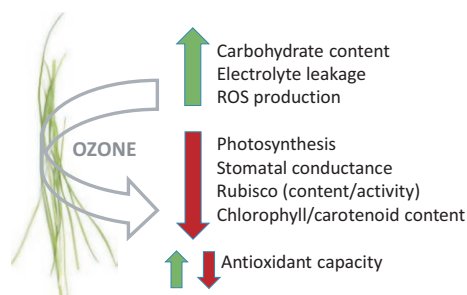 Carbohydrate content
Electrolyte leakage
ROS production
OZONE
Photosynthesis
Stomatal conductance
Rubisco (content/activity)
Chlorophyll/carotenoid content
Antioxidant capacity